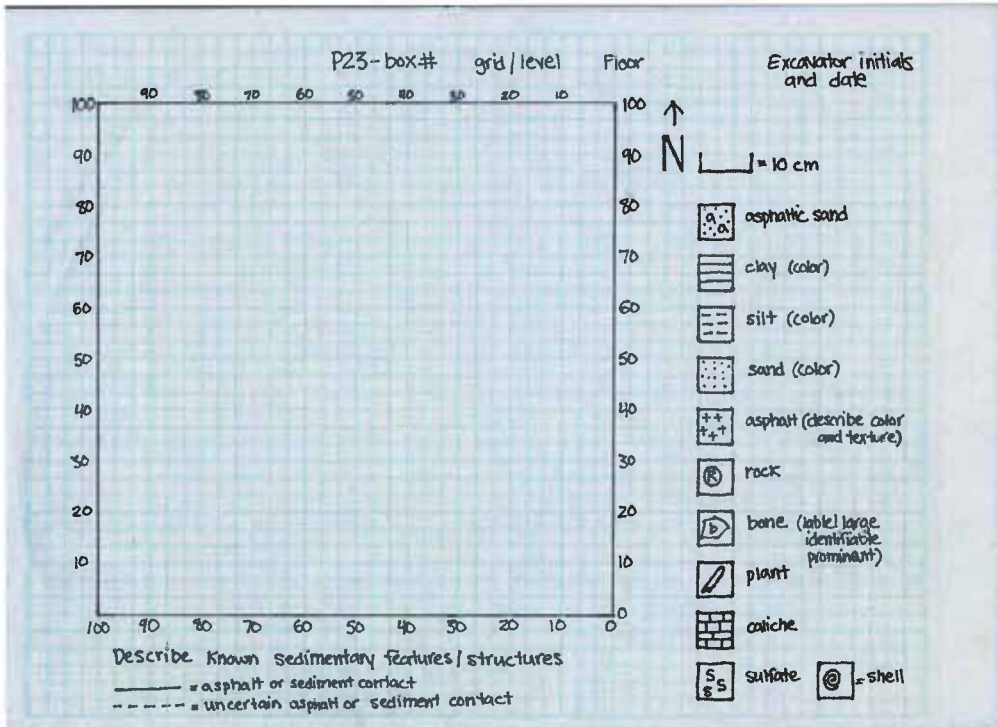 P23-box# grid/level Floor
Excavator initials
and date
100 90 80 70 60 50 40 30 20 10 100
90 90
80 80
70 70
60 60
50 50
40 40
30 30
20 20
10 10
0
100 90 80 70 60 50 40 30 20 10 0
N
= 10 cm
a a
asphaltic sand
clay (color)
silt (color)
sand (color)
asphalt (describe color
and texture)
R rock
b bone (label large
identifiable
prominant)
plant
caliche
S S S sulfate @ = shell
Describe Known Sedimentary features/structures
= asphalt or sediment contact
= uncertain asphalt or sediment contact